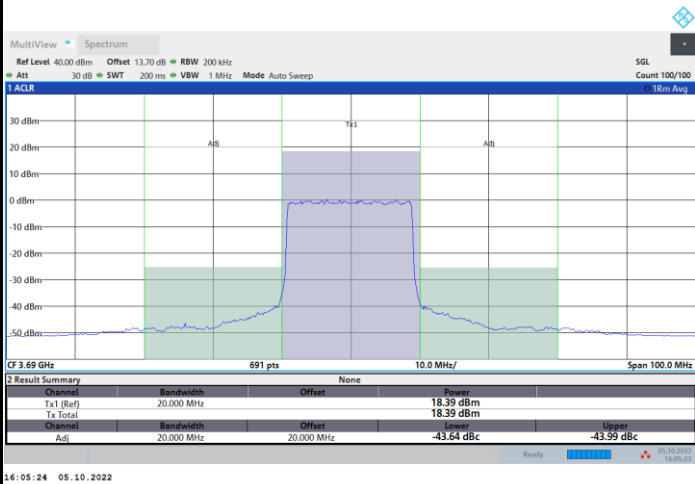 MultiView Spectrum
Ref Level 40.00 dBm Offset 13.70 dB RBW 200 kHz SGL
Att 30 dB SWT 200 ms VBW 1 MHz Mode Auto Sweep Count 100/100
1 ACLR 1Rm Avg
30 dBm
Tx1
20 dBm
Adj Adj
10 dBm
0 dBm
-10 dBm
-20 dBm
-30 dBm
-40 dBm
-50 dBm
CF 3.69 GHz 691 pts 10.0 MHz/ Span 100.0 MHz
2 Result Summary None
Channel Bandwidth Offset Power
Tx1 (Ref) 20.000 MHz 18.39 dBm
Tx Total 18.39 dBm
Channel Bandwidth Offset Lower Upper
Adj 20.000 MHz 20.000 MHz -43.64 dBc -43.99 dBc
Ready 05.10.2022
16:05:23
16:05:24 05.10.2022